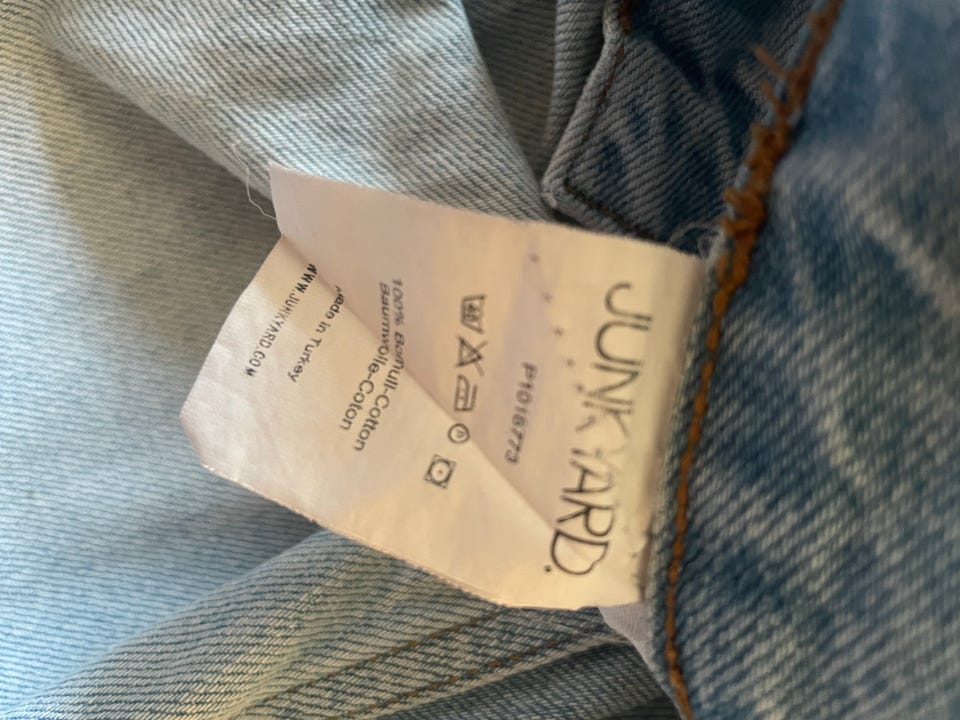 JUNKYARD.
P1016773
100% Bomull-Cotton
Baumwolle-Coton
Made in Turkey
WWW.JUNKYARD.COM